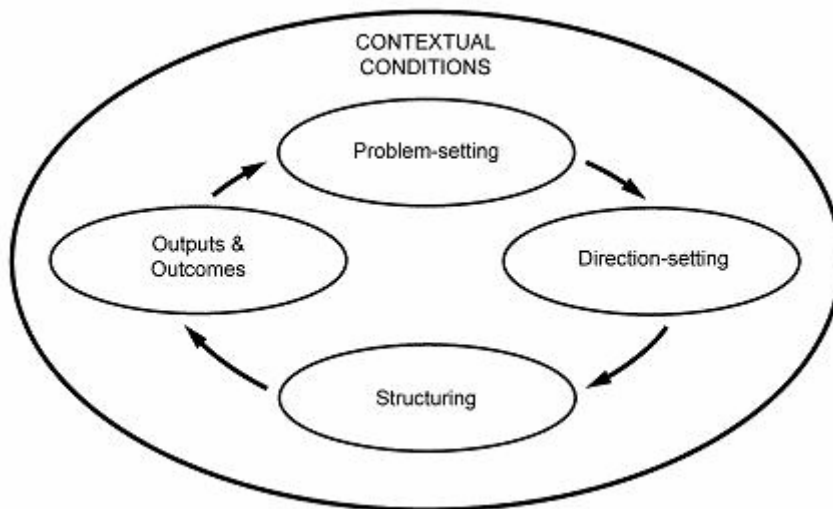 CONTEXTUAL
CONDITIONS
Problem-setting
Outputs &
Outcomes
Direction-setting
Structuring